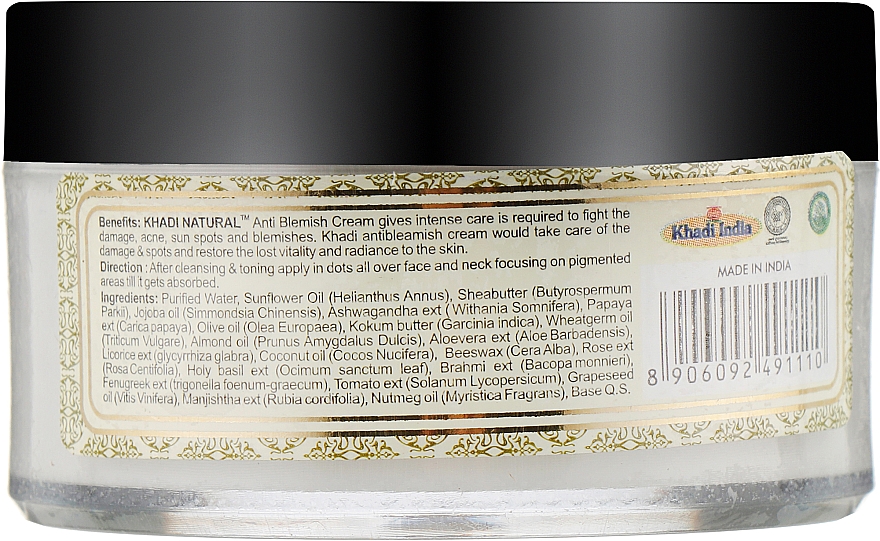 Benefits: KHADI NATURAL™ Anti Blemish Cream gives intense care is required to fight the
damage, acne, sun spots and blemishes. Khadi antibleamish cream would take care of the
damage & spots and restore the lost vitality and radiance to the skin.
Direction : After cleansing & toning apply in dots all over face and neck focusing on pigmented
areas till it gets absorbed.
Ingredients: Purified Water, Sunflower Oil (Helianthus Annus), Sheabutter (Butyrospermum
Parkii), Jojoba oil (Simmondsia Chinensis), Ashwagandha ext (Withania Somnifera), Papaya
ext (Carica papaya), Olive oil (Olea Europaea), Kokum butter (Garcinia indica), Wheatgerm oil
(Triticum Vulgare), Almond oil (Prunus Amygdalus Dulcis), Aloevera ext (Aloe Barbadensis),
Licorice ext (glycyrrhiza glabra), Coconut oil (Cocos Nucifera), Beeswax (Cera Alba), Rose ext
(Rosa Centifolia), Holy basil ext (Ocimum sanctum leaf), Brahmi ext (Bacopa monnieri),
Fenugreek ext (trigonella foenum-graecum), Tomato ext (Solanum Lycopersicum), Grapeseed
oil (Vitis Vinifera), Manjishtha ext (Rubia cordifolia), Nutmeg oil (Myristica Fragrans), Base Q.S.
Khadi India
MADE IN INDIA
8 906092 491110